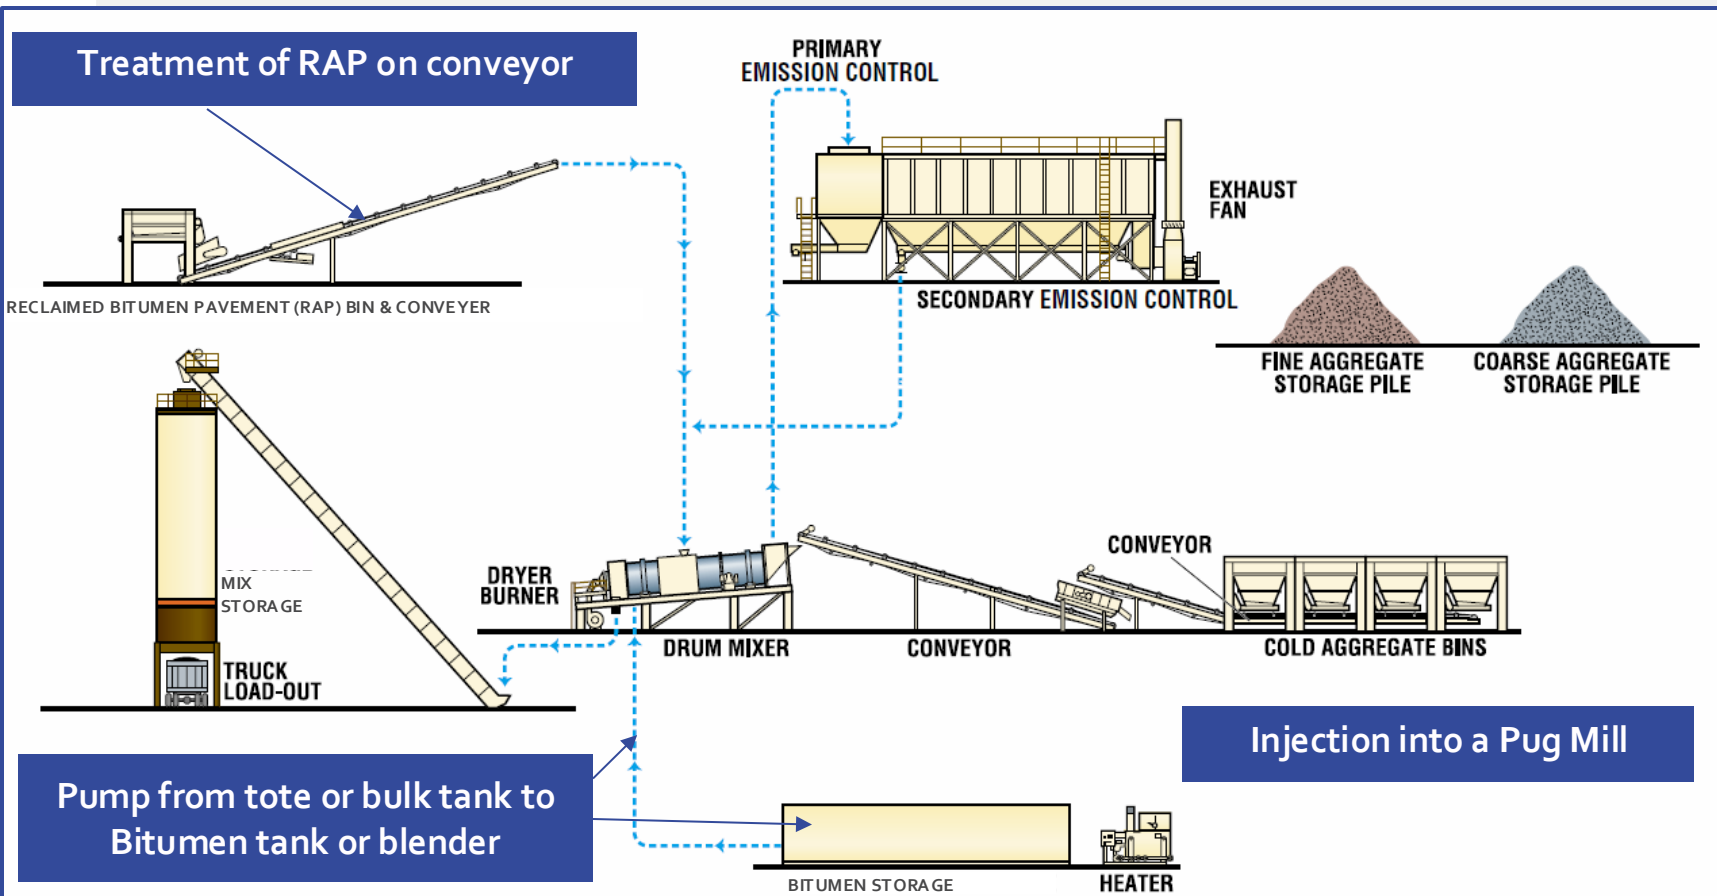 Treatment of RAP on conveyor
PRIMARY
EMISSION CONTROL
EXHAUST
FAN
SECONDARY EMISSION CONTROL
RECLAIMED BITUMEN PAVEMENT (RAP) BIN & CONVEYER
FINE AGGREGATE
STORAGE PILE
COARSE AGGREGATE
STORAGE PILE
MIX
STORAGE
TRUCK
LOAD-OUT
DRYER
BURNER
DRUM MIXER
CONVEYOR
CONVEYOR
COLD AGGREGATE BINS
Injection into a Pug Mill
Pump from tote or bulk tank to
Bitumen tank or blender
BITUMEN STORAGE
HEATER